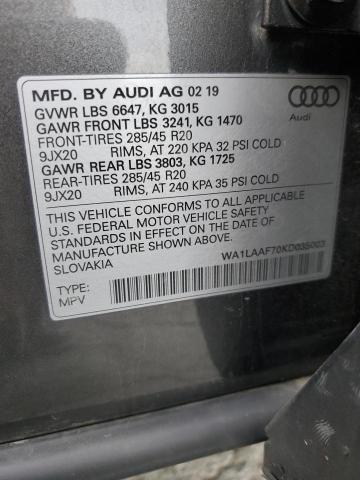 MFD. BY AUDI AG 02 19
GVWR LBS 6647, KG 3015
GAWR FRONT LBS 3241, KG 1470
FRONT-TIRES 285/45 R20
9JX20 RIMS, AT 220 KPA 32 PSI COLD
GAWR REAR LBS 3803, KG 1725
REAR-TIRES 285/45 R20
9JX20 RIMS, AT 240 KPA 35 PSI COLD
THIS VEHICLE CONFORMS TO ALL APPLICABLE
U.S. FEDERAL MOTOR VEHICLE SAFETY
STANDARDS IN EFFECT ON THE DATE OF
MANUFACTURE SHOWN ABOVE.
SLOVAKIA
WA1LAAF70KD035003
TYPE:
MPV
Audi